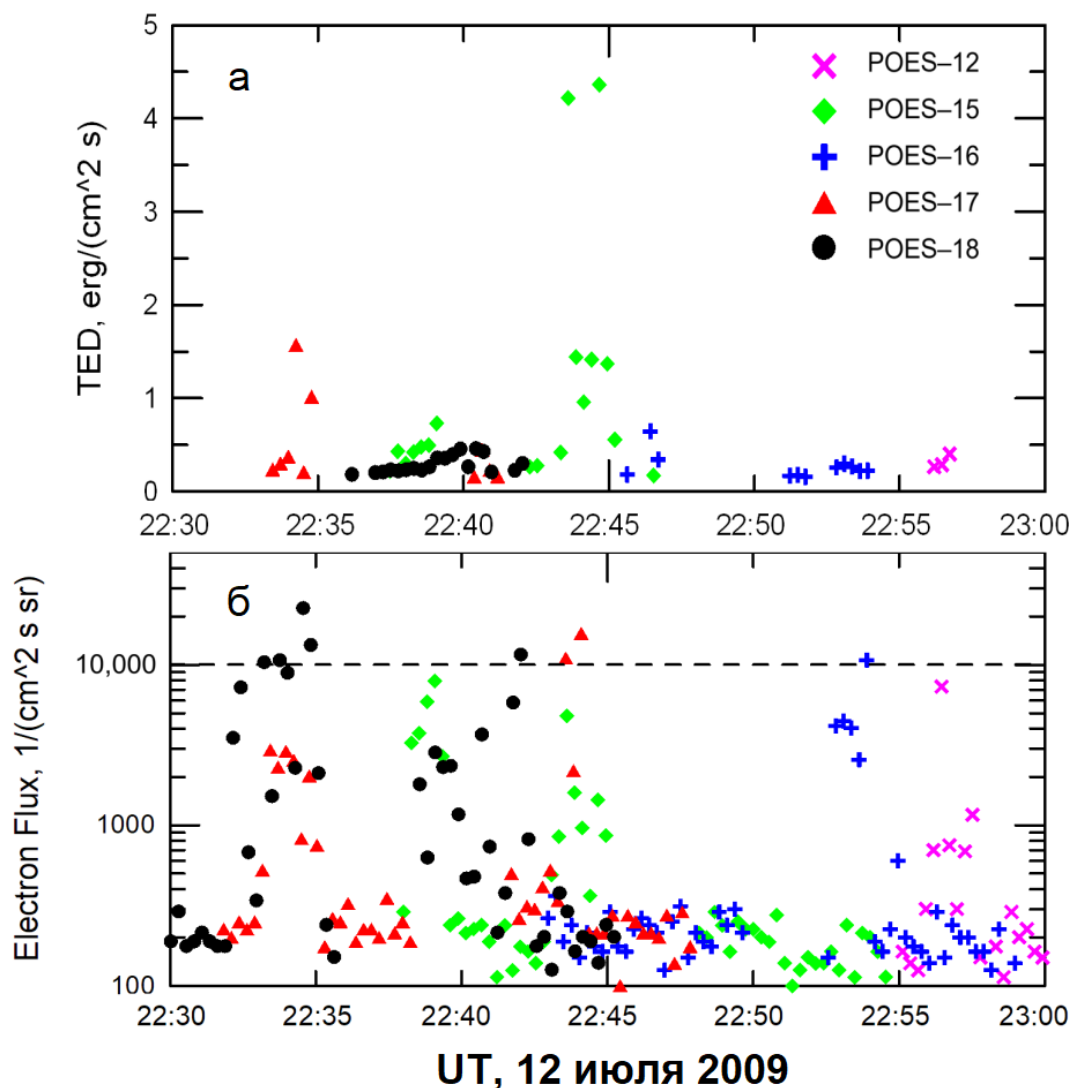 а
TED, erg/(cm^2 s)
5
4
3
2
1
0
POES–12
POES–15
POES–16
POES–17
POES–18
22:30
22:35
22:40
22:45
22:50
22:55
23:00
б
Electron Flux, 1/(cm^2 s sr)
10,000
1000
100
22:30
22:35
22:40
22:45
22:50
22:55
23:00
UT, 12 июля 2009